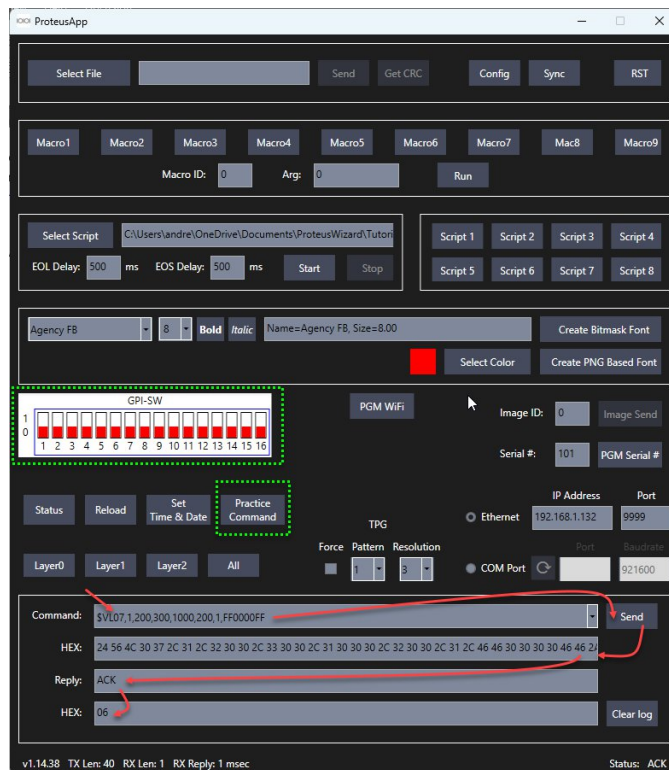 ProteusApp
Select File Send Get CRC Config Sync RST
Macro1 Macro2 Macro3 Macro4 Macro5 Macro6 Macro7 Mac8 Macro9
Macro ID: 0 Arg: 0 Run
Select Script C:\Users\andre\OneDrive\Documents\ProteusWizard\Tutori
Script 1 Script 2 Script 3 Script 4
EOL Delay: 500 ms EOS Delay: 500 ms Start Stop
Script 5 Script 6 Script 7 Script 8
Agency FB 8 Bold Italic Name=Agency FB, Size=8.00 Create Bitmask Font
Select Color Create PNG Based Font
GPI-SW
1
0
1 2 3 4 5 6 7 8 9 10 11 12 13 14 15 16
PGM WiFi
Image ID: 0 Image Send
Serial #: 101 PGM Serial #
Status Reload Set Time & Date Practice Command
TPG
IP Address Port
Ethernet 192.168.1.132 9999
Force Pattern Resolution
1 3
Port Baudrate
COM Port 921600
Layer0 Layer1 Layer2 All
Command: $VL07,1,200,300,1000,200,1,FF0000FF Send
HEX: 24 56 4C 30 37 2C 31 2C 32 30 30 2C 33 30 30 2C 31 30 30 30 2C 32 30 30 2C 31 2C 46 46 30 30 30 30 46 46 2A
Reply: ACK
HEX: 06 Clear log
v1.14.38 TX Len: 40 RX Len: 1 RX Reply: 1 msec Status: ACK